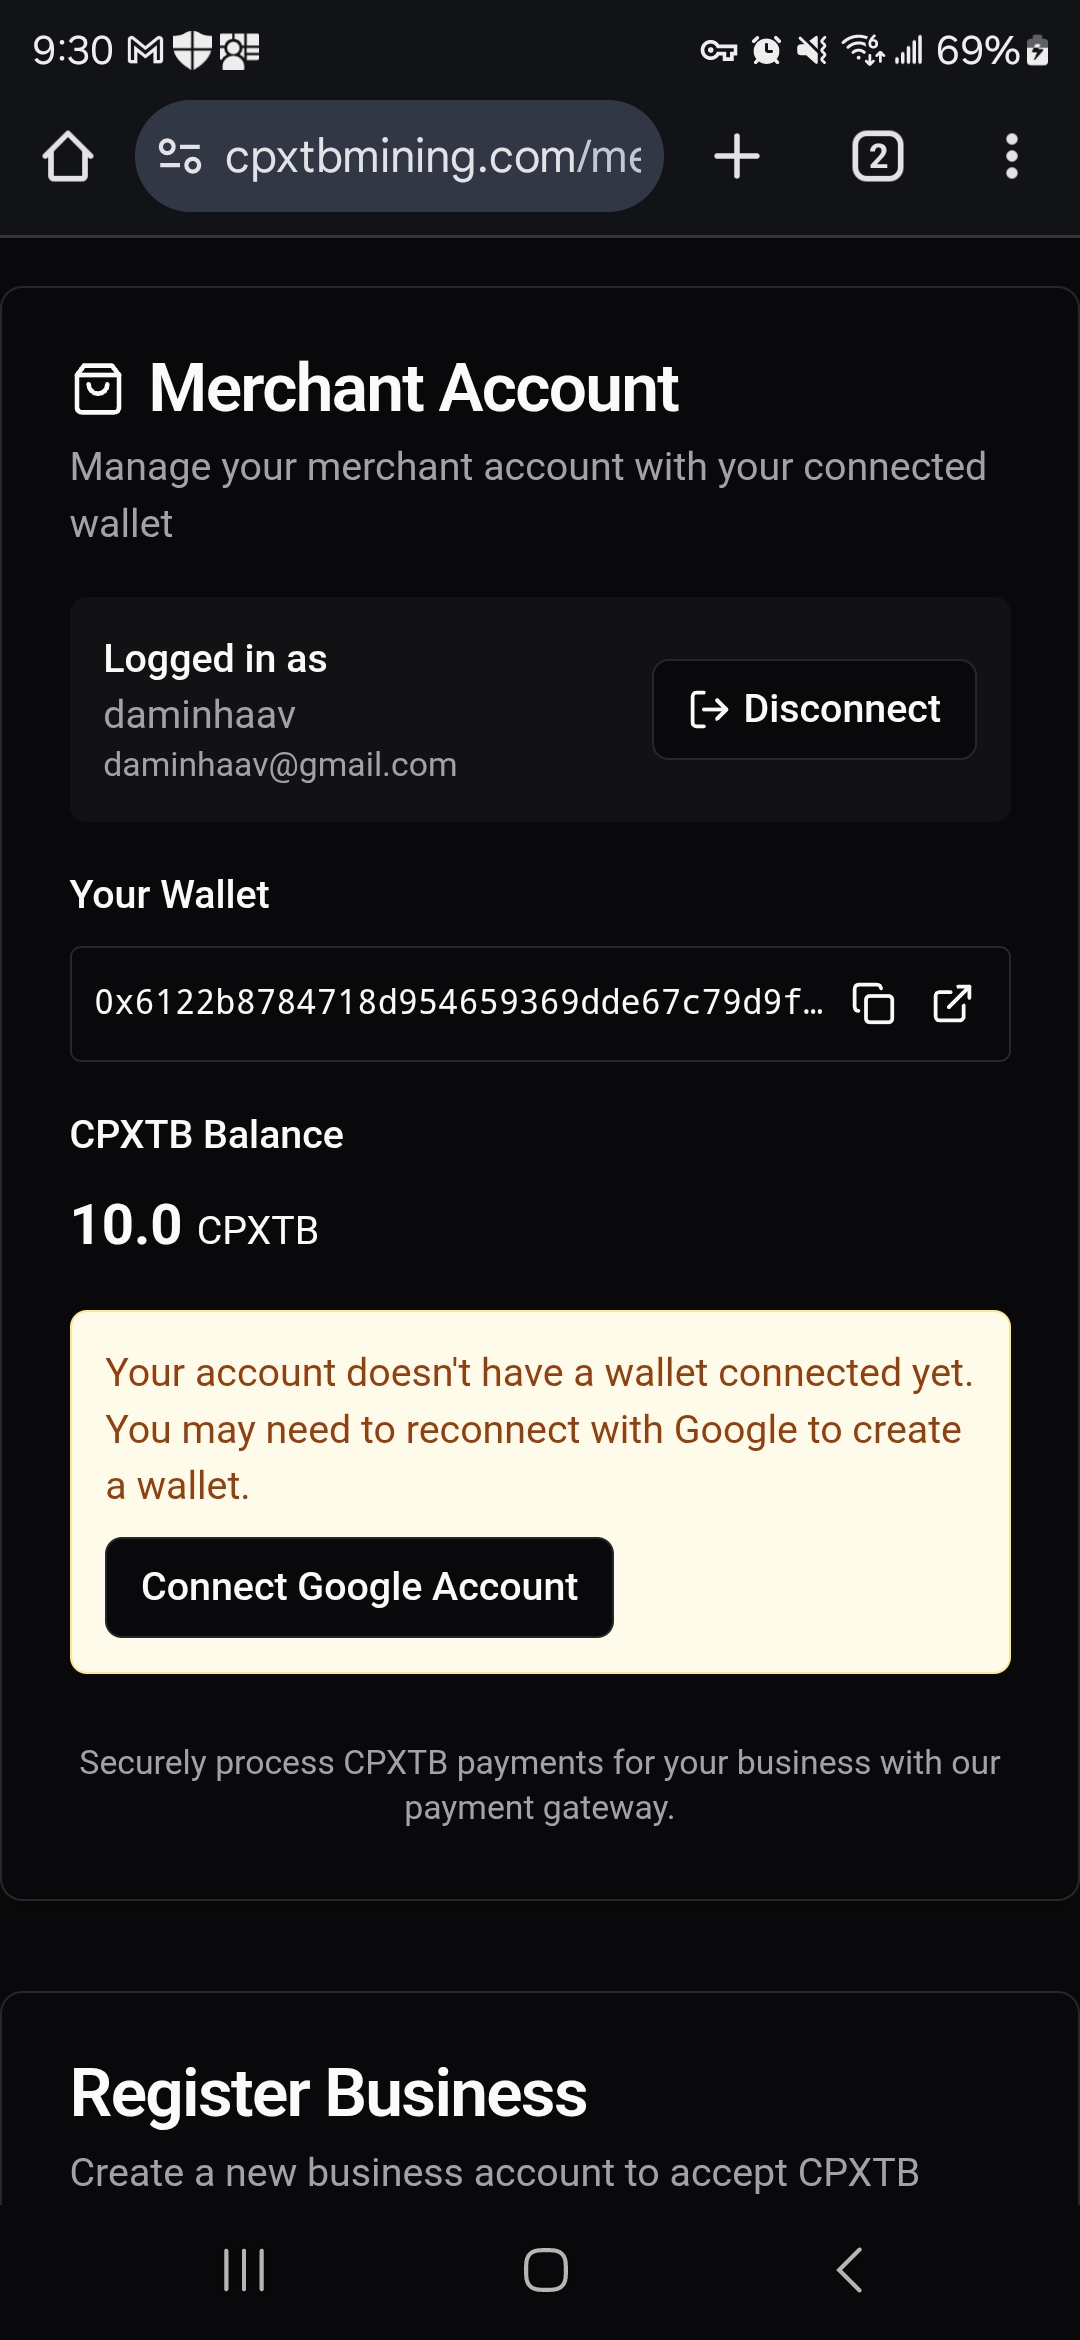 9:30
6
69%
cpxtbmining.com/me
2
Merchant Account
Manage your merchant account with your connected
wallet
Logged in as
daminhaav
daminhaav@gmail.com
Disconnect
Your Wallet
0x6122b8784718d954659369dde67c79d9f…
CPXTB Balance
10.0 CPXTB
Your account doesn't have a wallet connected yet.
You may need to reconnect with Google to create
a wallet.
Connect Google Account
Securely process CPXTB payments for your business with our
payment gateway.
Register Business
Create a new business account to accept CPXTB